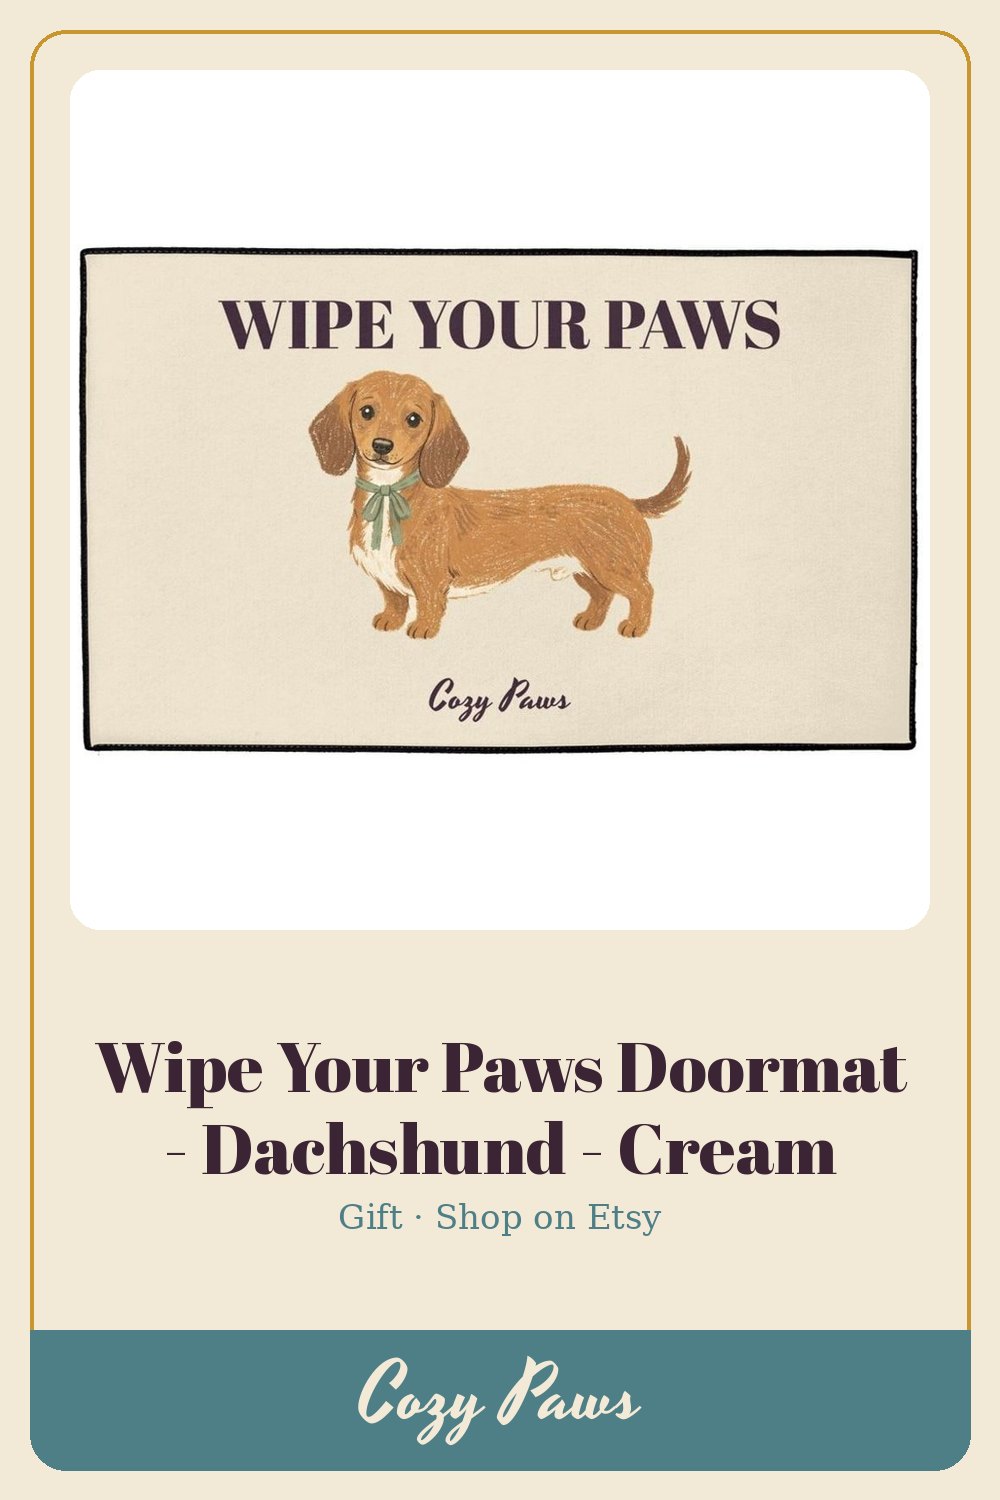 WIPE YOUR PAWS
Cozy Paws
Wipe Your Paws Doormat
- Dachshund - Cream
Gift · Shop on Etsy
Cozy Paws